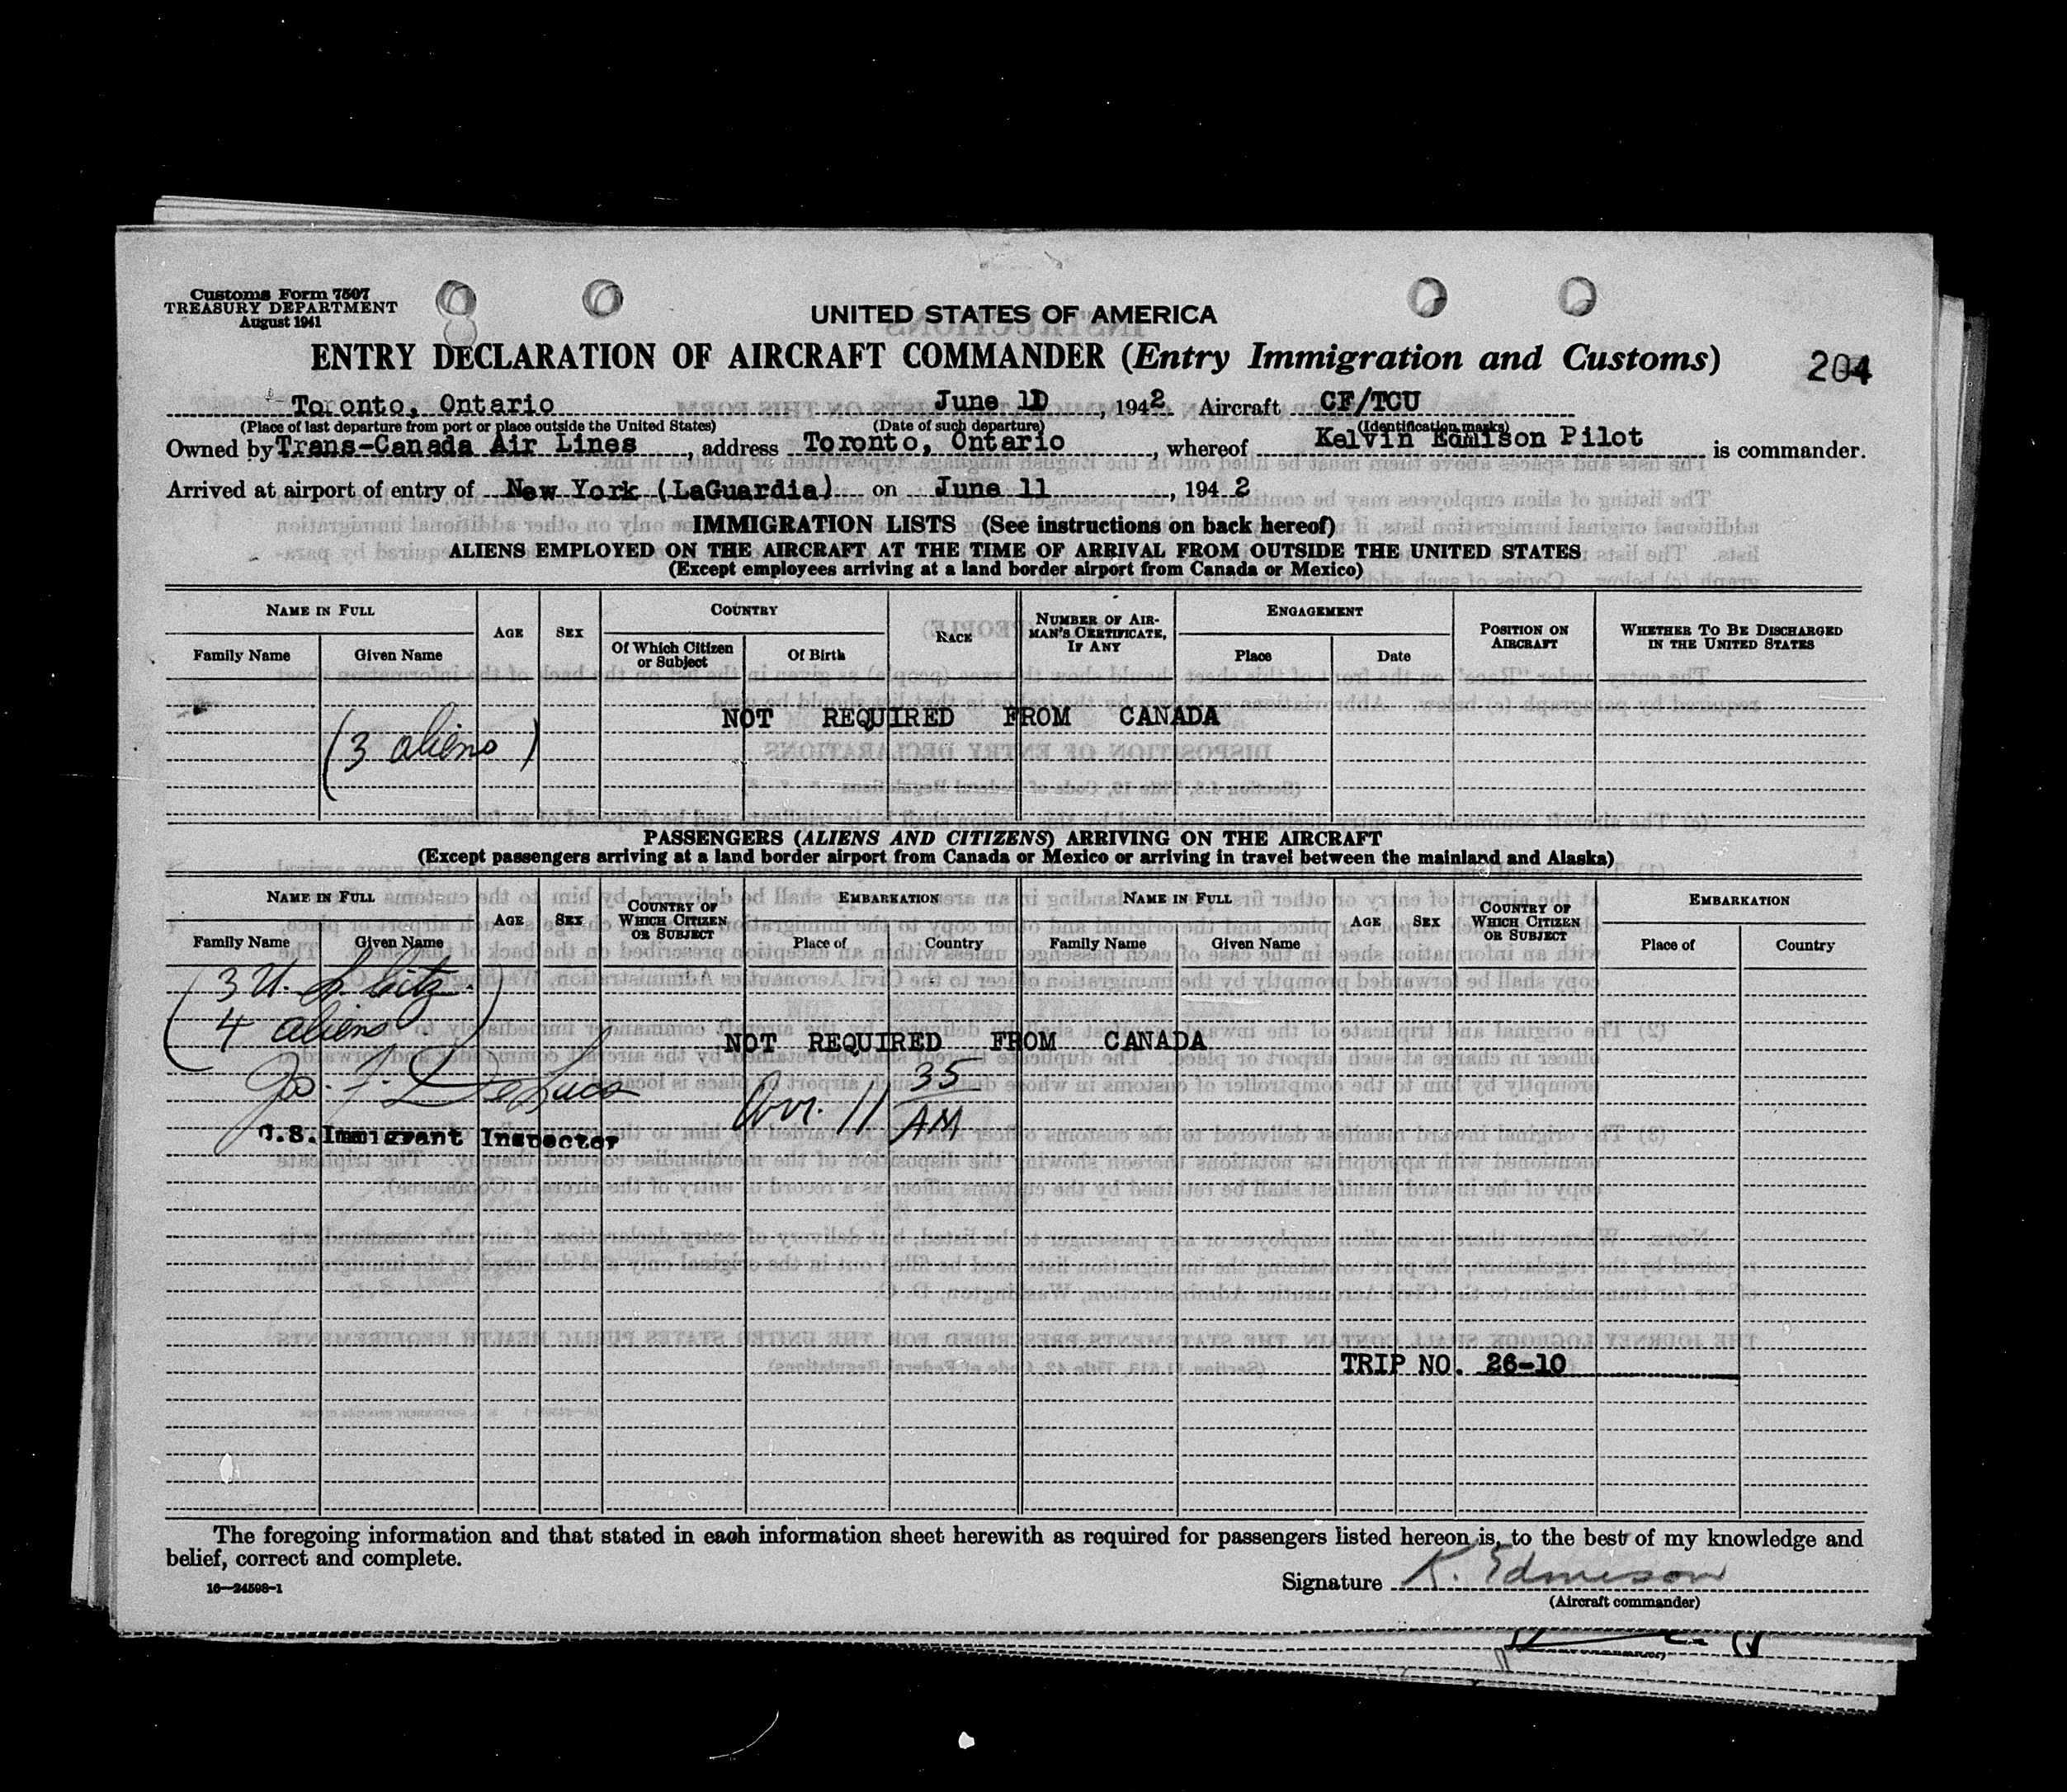 Customs Form 7507
TREASURY DEPARTMENT
August 1941
UNITED STATES OF AMERICA
ENTRY DECLARATION OF AIRCRAFT COMMANDER (Entry Immigration and Customs)
204
Toronto, Ontario June , 1942 Aircraft CF/TCU
(Place of last departure from port or place outside the United States) (Date of such departure) (Identification marks)
Owned by Trans-Canada Air Lines, address Toronto, Ontario, whereof Kelvin Edmison Pilot is commander.
Arrived at airport of entry of New York (LaGuardia) on June 11, 1942
IMMIGRATION LISTS (See instructions on back hereof)
ALIENS EMPLOYED ON THE AIRCRAFT AT THE TIME OF ARRIVAL FROM OUTSIDE THE UNITED STATES
(Except employees arriving at a land border airport from Canada or Mexico)
NAME IN FULL AGE SEX COUNTRY RACE NUMBER OF AIRMAN'S CERTIFICATE, IF ANY ENGAGEMENT POSITION ON AIRCRAFT WHETHER TO BE DISCHARGED IN THE UNITED STATES
Family Name Given Name Of Which Citizen or Subject Of Birth Place Date
NOT REQUIRED FROM CANADA
(3 aliens)
PASSENGERS (ALIENS AND CITIZENS) ARRIVING ON THE AIRCRAFT
(Except passengers arriving at a land border airport from Canada or Mexico or arriving in travel between the mainland and Alaska)
NAME IN FULL AGE SEX COUNTRY OF WHICH CITIZEN OR SUBJECT EMBARKATION NAME IN FULL AGE SEX COUNTRY OF WHICH CITIZEN OR SUBJECT EMBARKATION
Family Name Given Name Place of Country Family Name Given Name Place of Country
(3 U. S. Citz.
4 aliens)
NOT REQUIRED FROM CANADA
Jos. F. DeLuca
Arr. 11 35 AM
U.S. Immigrant Inspector
TRIP NO. 26-10
The foregoing information and that stated in each information sheet herewith as required for passengers listed hereon is, to the best of my knowledge and
belief, correct and complete.
16—24598-1
Signature K. Edmison
(Aircraft commander)